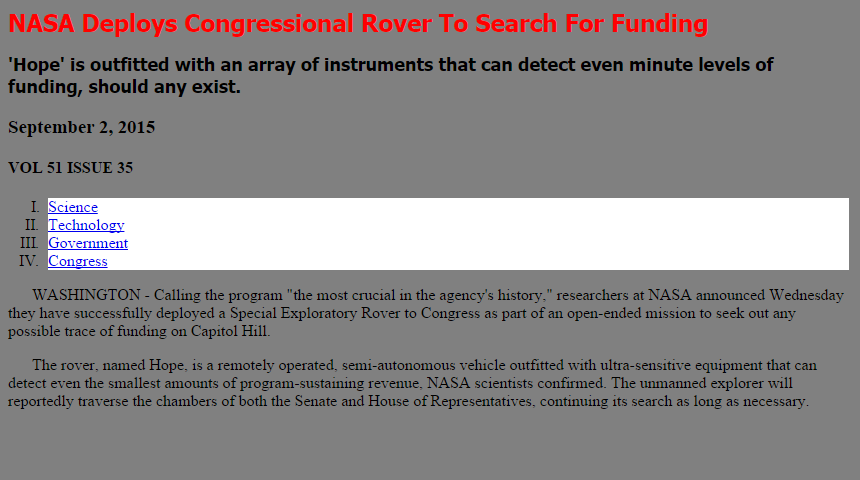 NASA Deploys Congressional Rover To Search For Funding
'Hope' is outfitted with an array of instruments that can detect even minute levels of
funding, should any exist.
September 2, 2015
VOL 51 ISSUE 35
I. Science
II. Technology
III. Government
IV. Congress
WASHINGTON - Calling the program "the most crucial in the agency's history," researchers at NASA announced Wednesday
they have successfully deployed a Special Exploratory Rover to Congress as part of an open-ended mission to seek out any
possible trace of funding on Capitol Hill.
The rover, named Hope, is a remotely operated, semi-autonomous vehicle outfitted with ultra-sensitive equipment that can
detect even the smallest amounts of program-sustaining revenue, NASA scientists confirmed. The unmanned explorer will
reportedly traverse the chambers of both the Senate and House of Representatives, continuing its search as long as necessary.